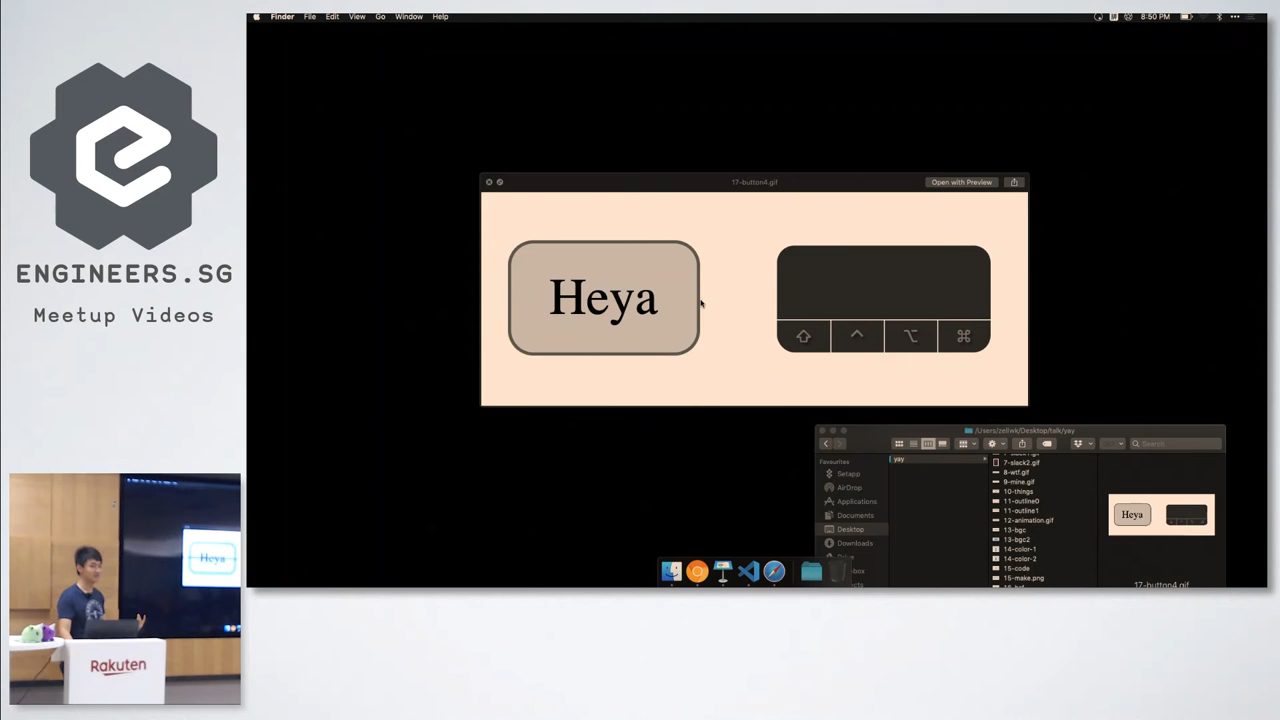 Finder File Edit View Go Window Help
8:50 PM
ENGINEERS.SG
Meetup Videos
17-button4.gif
Open with Preview
Heya
/Users/zellwk/Desktop/talk/yay
Search
Favourites
Setapp
AirDrop
Applications
Documents
Desktop
Downloads
yay
7-slack2.gif
8-wtf.gif
9-mine.gif
10-things
11-outline0
11-outline1
12-animation.gif
13-bgc
13-bgc2
14-color-1
14-color-2
15-code
15-make.png
Heya
17-button4.gif
Heya
Rakuten